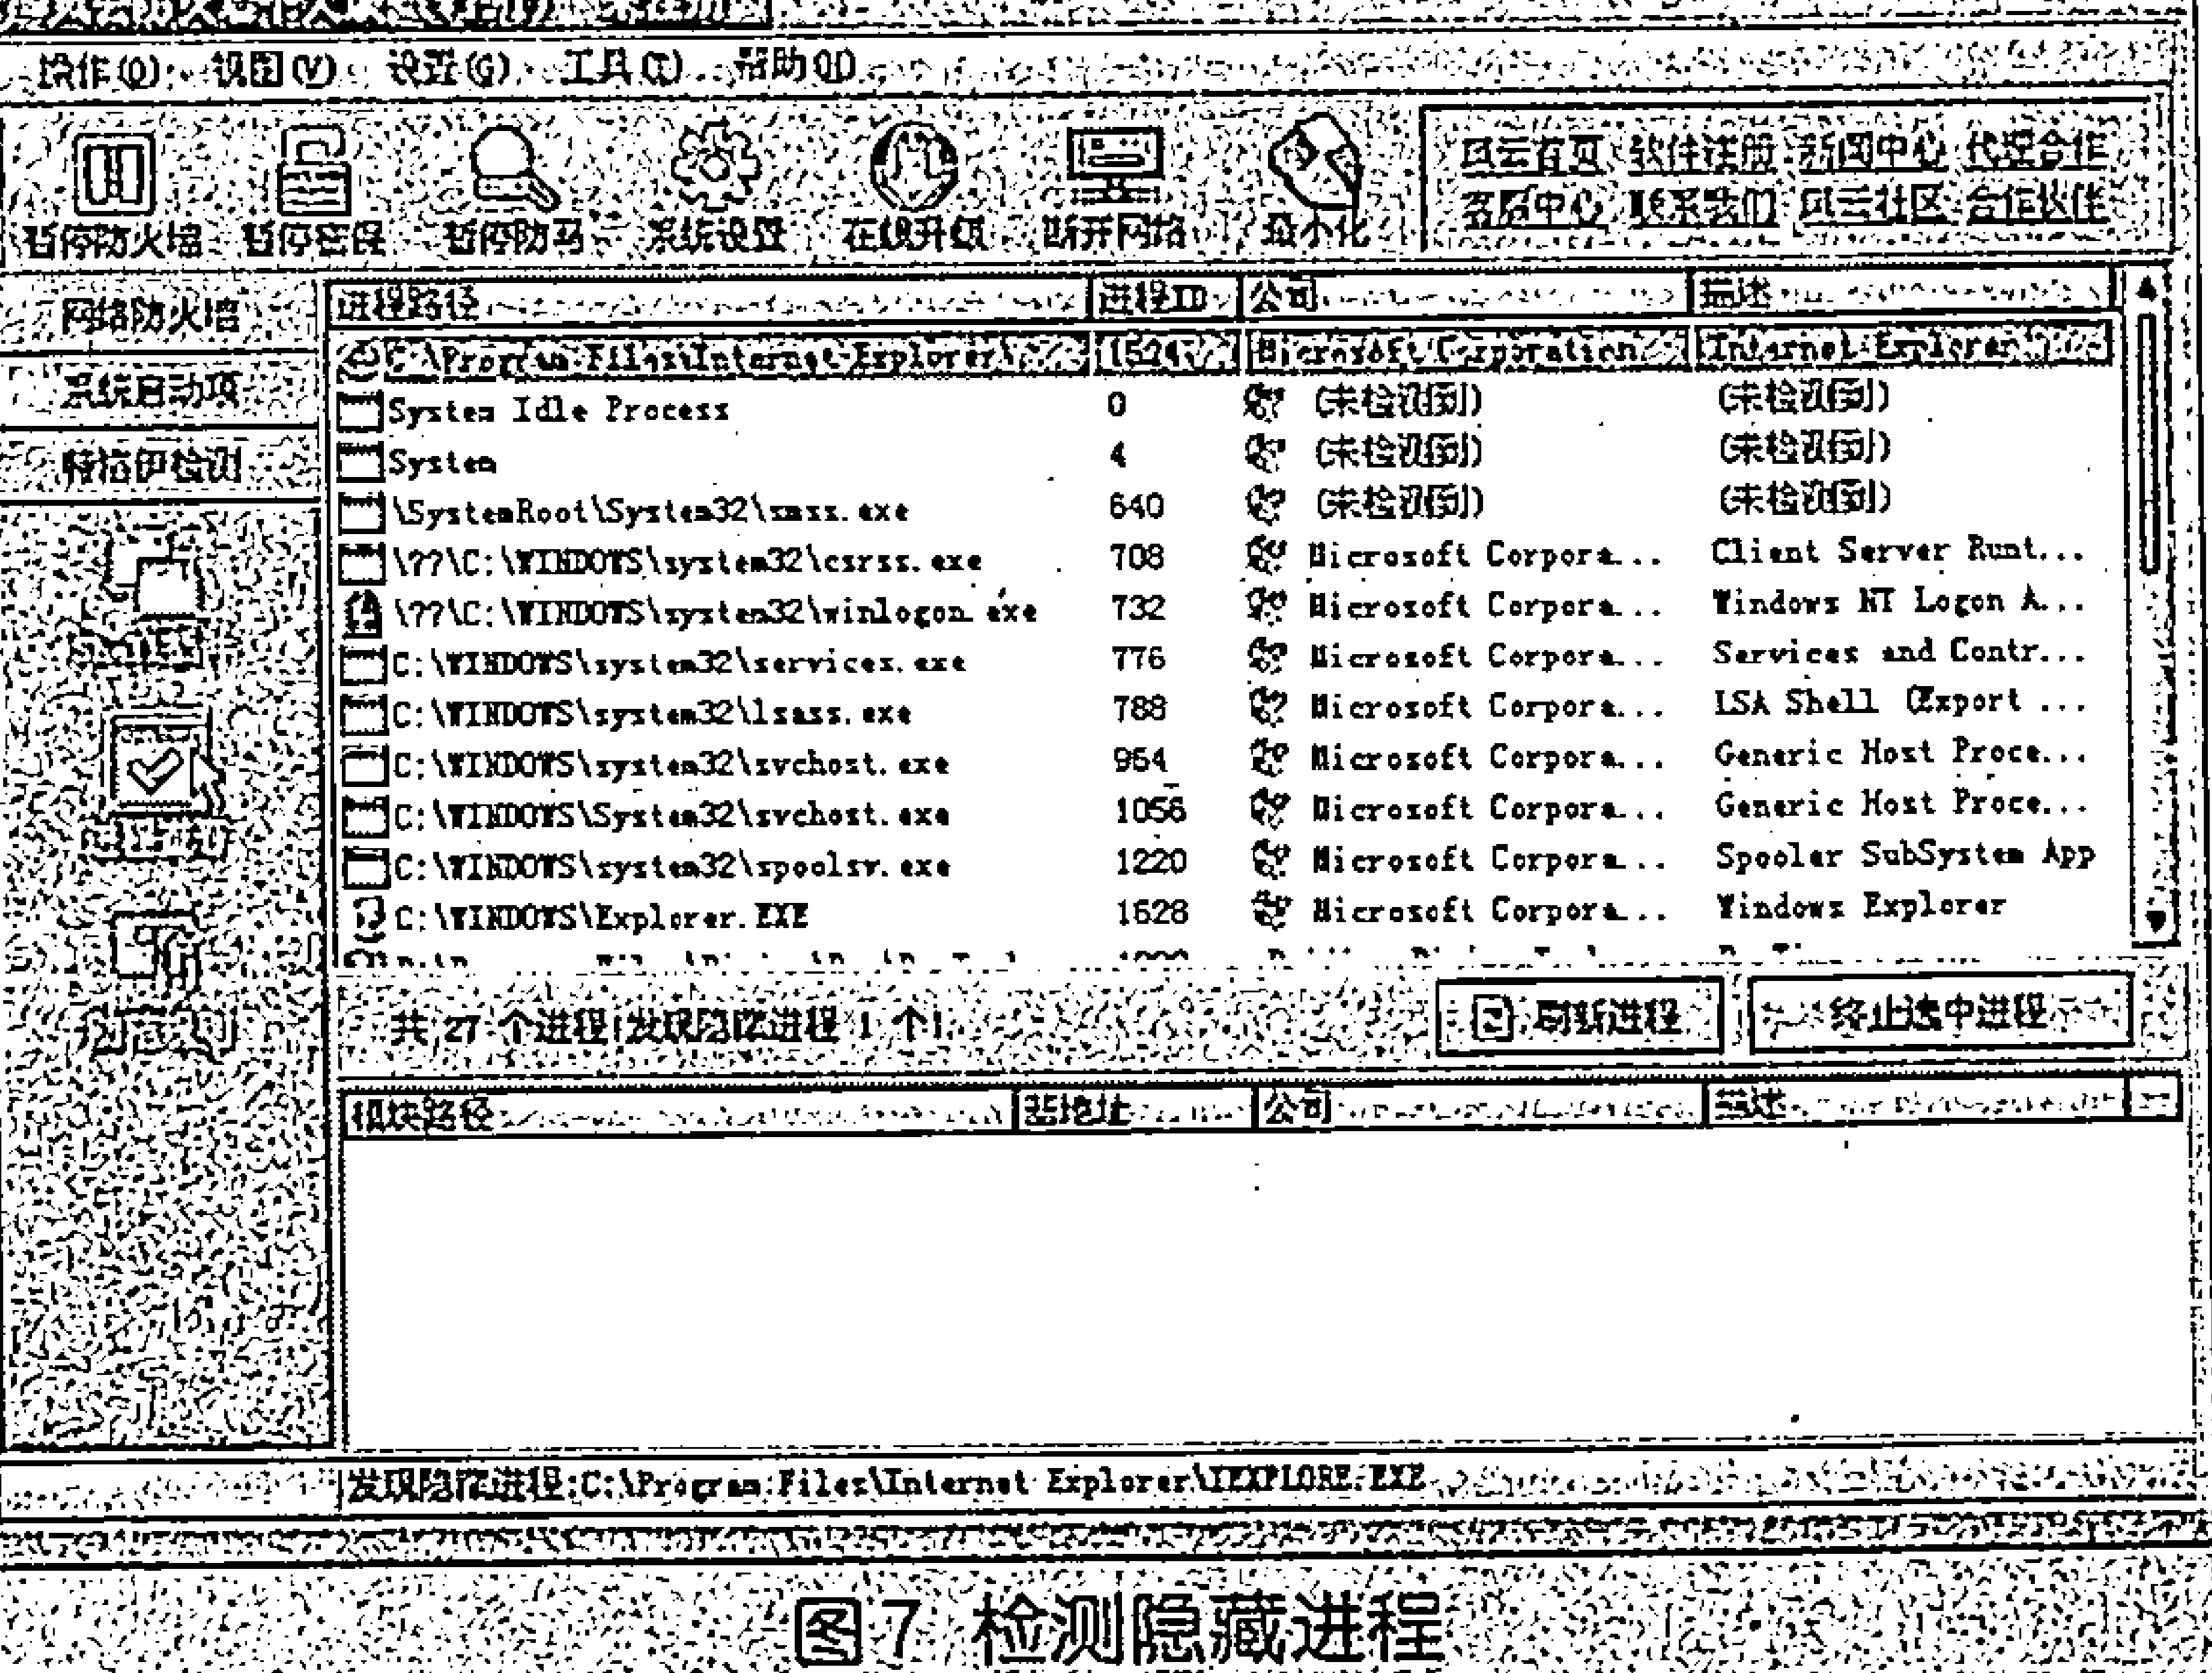 操作(O) 视图(V) 设置(G) 工具(T) 帮助(H)
暂停防火墙 暂停密保 暂停防马 系统设置 在线升级 断开网络 最小化
风云首页 软件注册 新闻中心 代理合作
客服中心 联系我们 风云社区 合作伙伴
网络防火墙
系统启动项
特洛伊检测
进程路径 进程ID 公司 描述
C:\Program Files\Internet Explorer\ 1524 Microsoft Corporation Internet Explorer
System Idle Process 0 (未检测到) (未检测到)
System 4 (未检测到) (未检测到)
\SystemRoot\System32\smss.exe 640 (未检测到) (未检测到)
\??\C:\WINDOWS\system32\csrss.exe 708 Microsoft Corpora... Client Server Runt...
\??\C:\WINDOWS\system32\winlogon.exe 732 Microsoft Corpora... Windows NT Logon A...
C:\WINDOWS\system32\services.exe 776 Microsoft Corpora... Services and Contr...
C:\WINDOWS\system32\lsass.exe 788 Microsoft Corpora... LSA Shell (Export ...
C:\WINDOWS\system32\svchost.exe 964 Microsoft Corpora... Generic Host Proce...
C:\WINDOWS\System32\svchost.exe 1056 Microsoft Corpora... Generic Host Proce...
C:\WINDOWS\system32\spoolsv.exe 1220 Microsoft Corpora... Spooler SubSystem App
C:\WINDOWS\Explorer.EXE 1628 Microsoft Corpora... Windows Explorer
共 27 个进程|发现隐藏进程 1 个!
刷新进程 终止选中进程
模块路径 基地址 公司 描述
发现隐藏进程:C:\Program Files\Internet Explorer\IEXPLORE.EXE
图7 检测隐藏进程